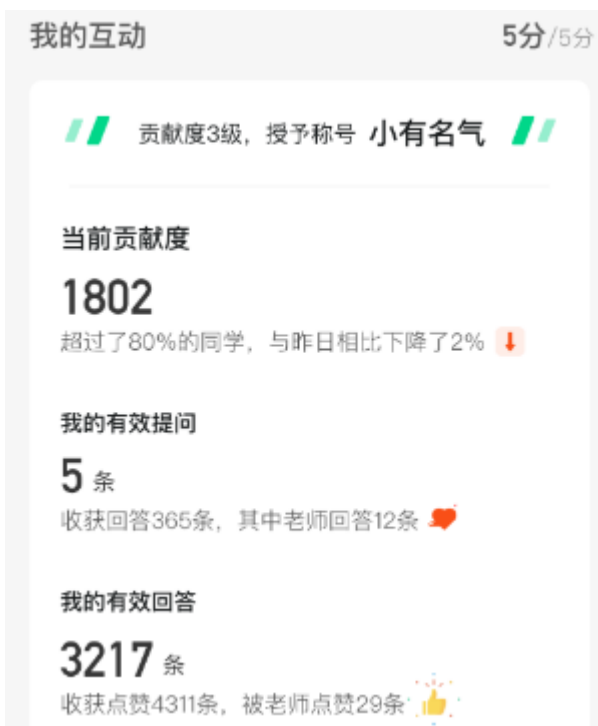 我的互动 5分/5分
贡献度3级，授予称号 小有名气
当前贡献度
1802
超过了80%的同学，与昨日相比下降了2%
我的有效提问
5 条
收获回答365条，其中老师回答12条
我的有效回答
3217 条
收获点赞4311条，被老师点赞29条